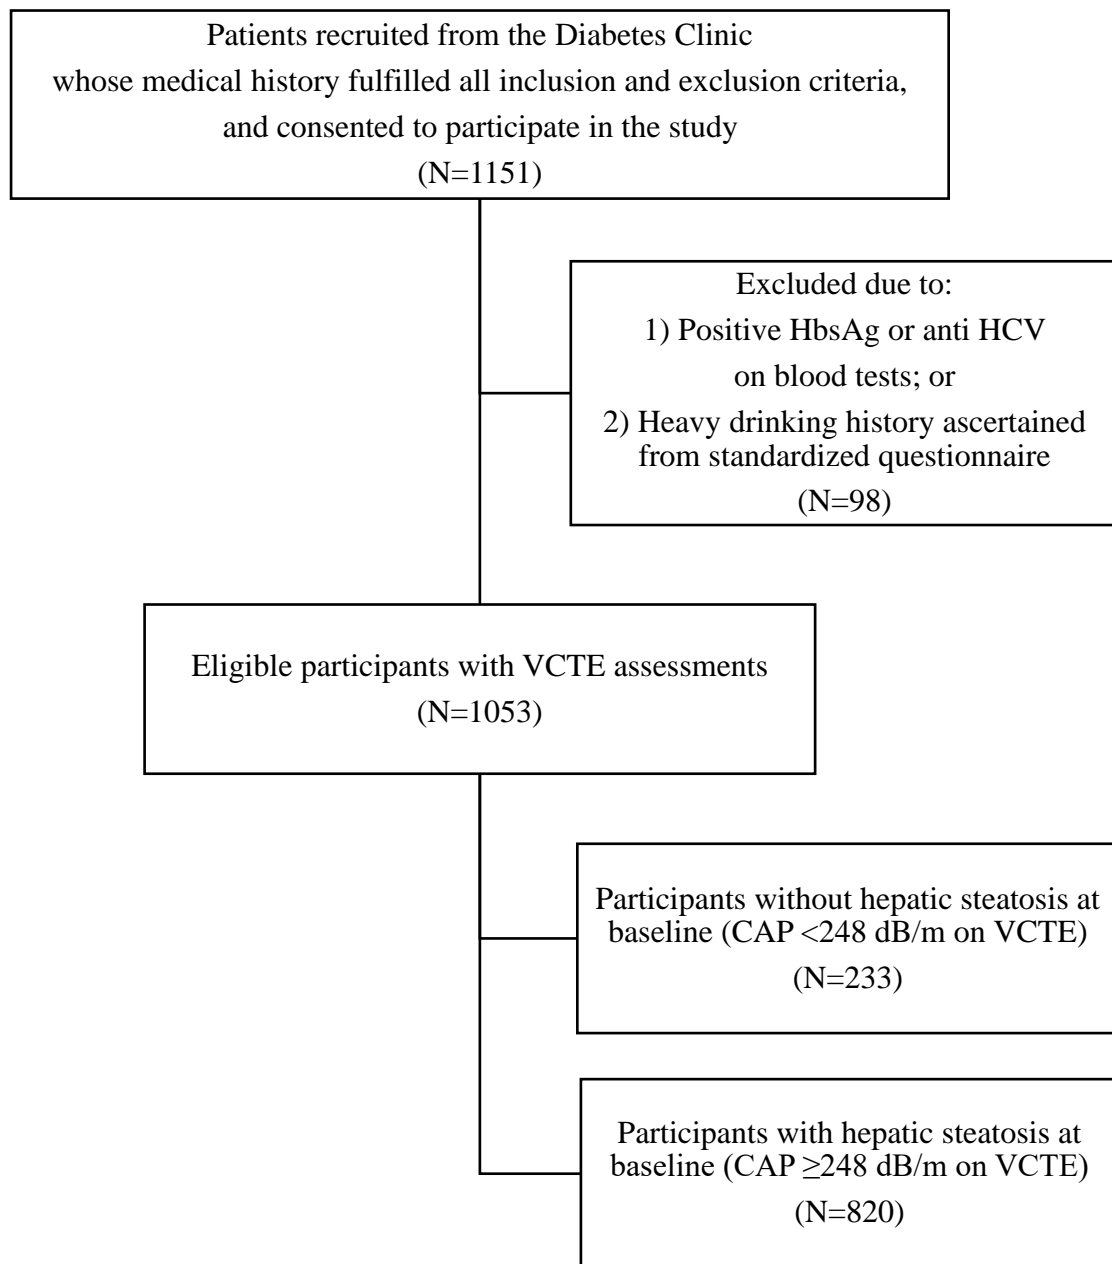 Patients recruited from the Diabetes Clinic
whose medical history fulfilled all inclusion and exclusion criteria,
and consented to participate in the study
(N=1151)
Excluded due to:
1) Positive HbsAg or anti HCV
on blood tests; or
2) Heavy drinking history ascertained
from standardized questionnaire
(N=98)
Eligible participants with VCTE assessments
(N=1053)
Participants without hepatic steatosis at
baseline (CAP <248 dB/m on VCTE)
(N=233)
Participants with hepatic steatosis at
baseline (CAP ≥248 dB/m on VCTE)
(N=820)